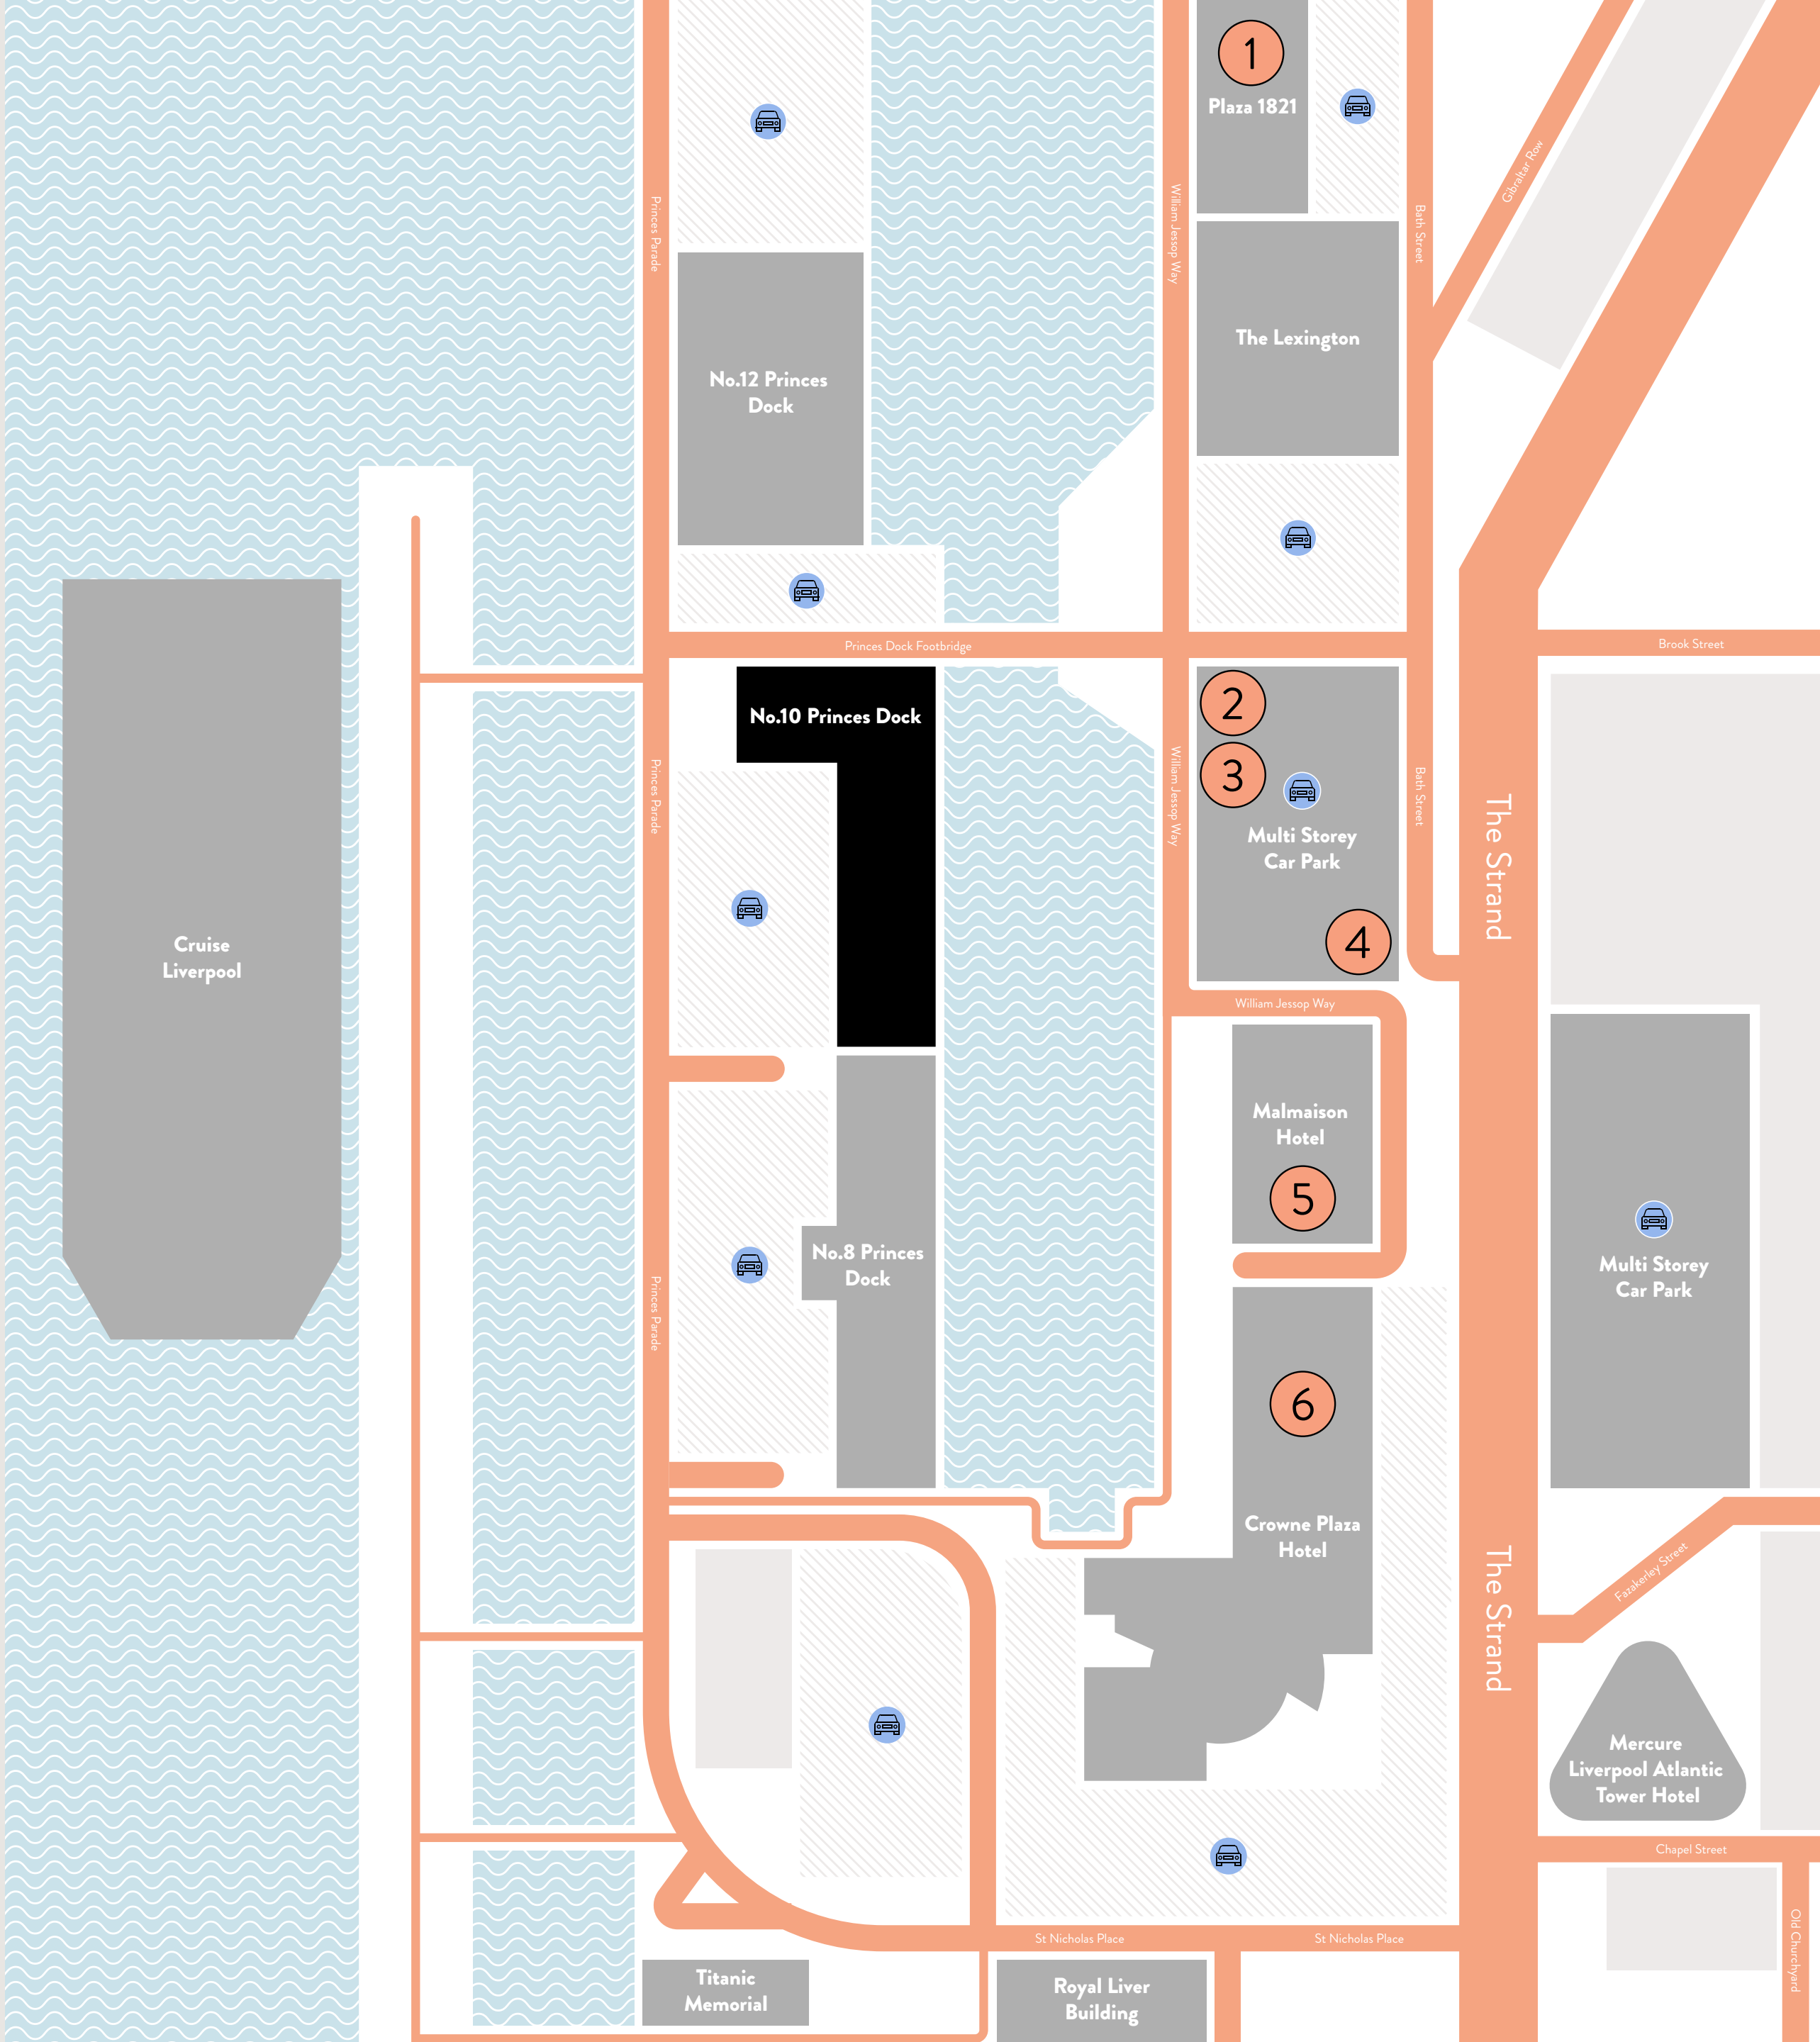 1
Plaza 1821
Gibraltar Row
Princes Parade
William Jessop Way
Bath Street
The Lexington
No.12 Princes
Dock
Princes Dock Footbridge
Brook Street
No.10 Princes Dock
2
3
Multi Storey
Car Park
4
Princes Parade
William Jessop Way
Bath Street
The Strand
Cruise
Liverpool
William Jessop Way
Malmaison
Hotel
5
No.8 Princes
Dock
Princes Parade
Multi Storey
Car Park
6
Crowne Plaza
Hotel
The Strand
Fazakerley Street
Mercure
Liverpool Atlantic
Tower Hotel
Chapel Street
St Nicholas Place
St Nicholas Place
Old Churchyard
Titanic
Memorial
Royal Liver
Building